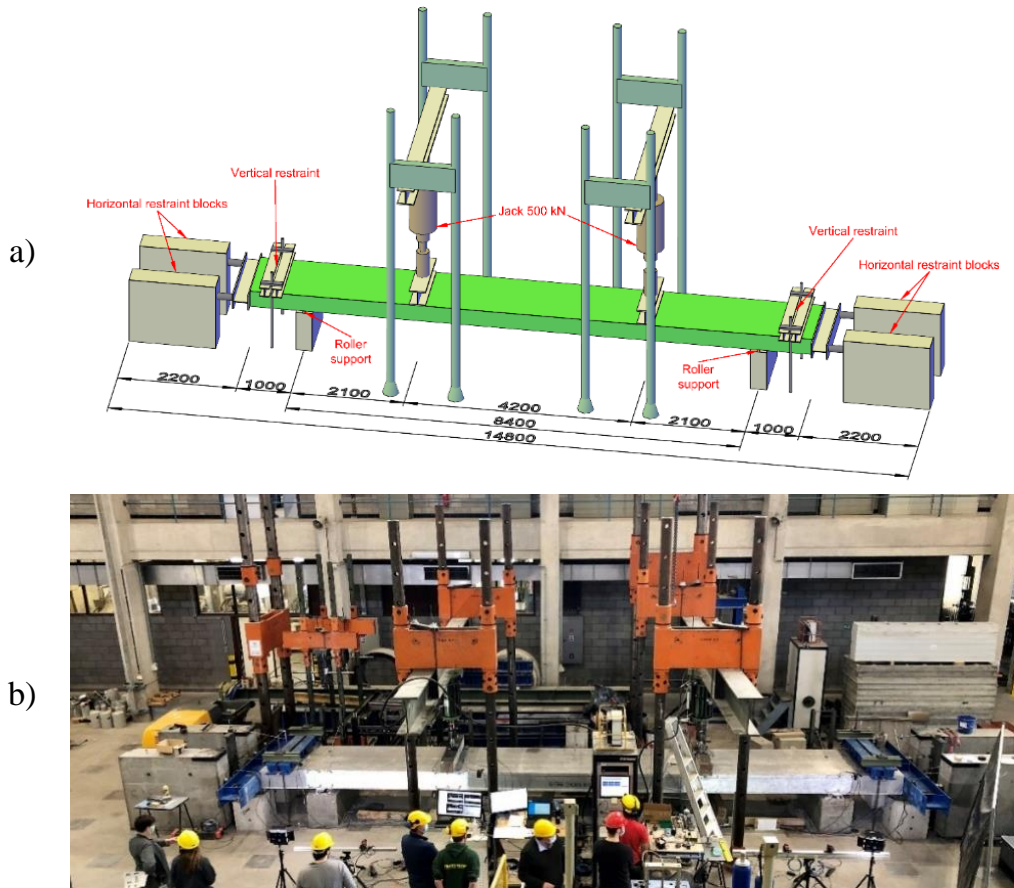 a)
Vertical restraint
Horizontal restraint blocks
Jack 500 kN
Vertical restraint
Horizontal restraint blocks
Roller
support
Roller
support
2200
1000
2100
4200
2100
1000
2200
8400
14800
b)